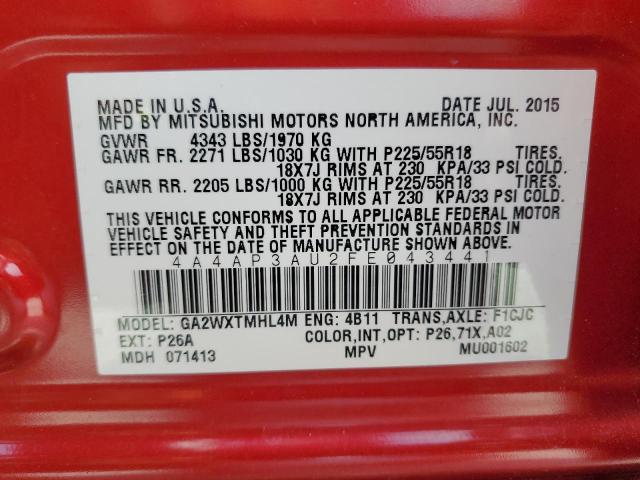 MADE IN U.S.A. DATE JUL. 2015
MFD BY MITSUBISHI MOTORS NORTH AMERICA, INC.
GVWR 4343 LBS/1970 KG
GAWR FR. 2271 LBS/1030 KG WITH P225/55R18 TIRES.
18X7J RIMS AT 230 KPA/33 PSI COLD.
GAWR RR. 2205 LBS/1000 KG WITH P225/55R18 TIRES.
18X7J RIMS AT 230 KPA/33 PSI COLD.
THIS VEHICLE CONFORMS TO ALL APPLICABLE FEDERAL MOTOR
VEHICLE SAFETY AND THEFT PREVENTION STANDARDS IN
EFFECT ON THE DATE OF MANUFACTURE SHOWN ABOVE.
4A4AP3AU2FE043441
MODEL: GA2WXTMHL4M ENG: 4B11 TRANS,AXLE: F1CJC
EXT: P26A COLOR,INT,OPT: P26,71X,A02
MDH 071413 MPV MU001602